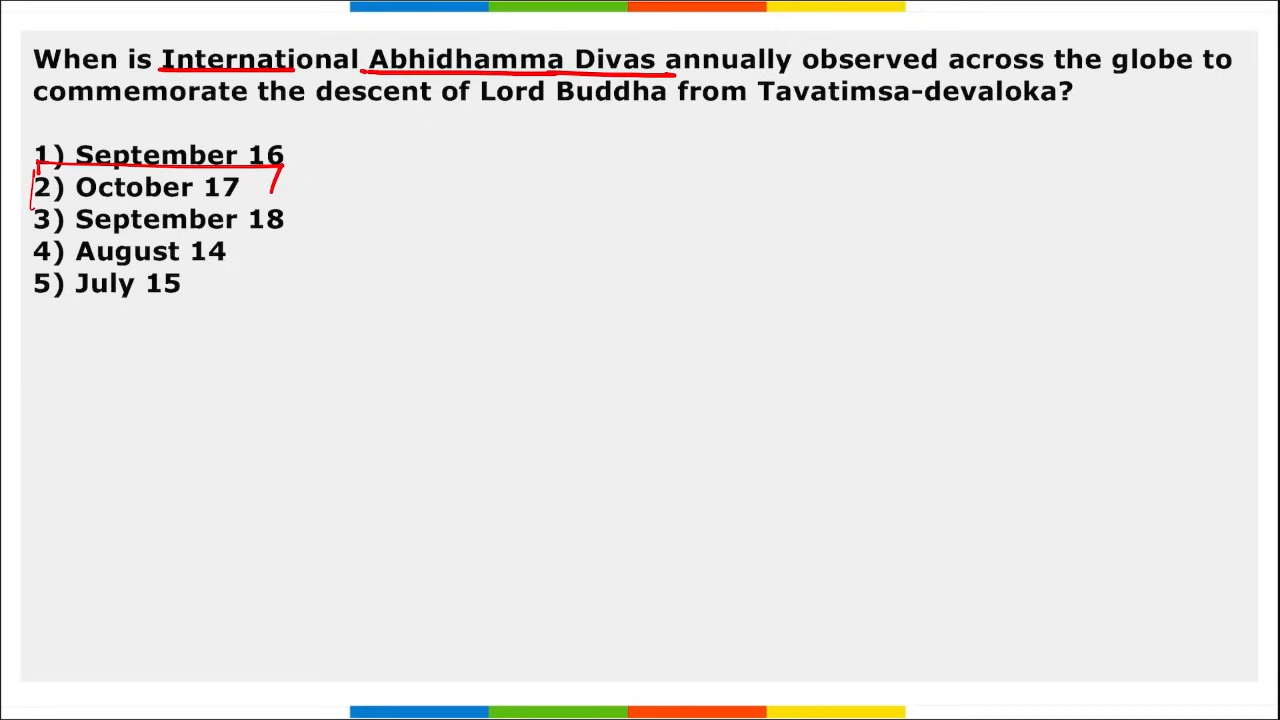 When is International Abhidhamma Divas annually observed across the globe to
commemorate the descent of Lord Buddha from Tavatimsa-devaloka?
1) September 16
2) October 17
3) September 18
4) August 14
5) July 15